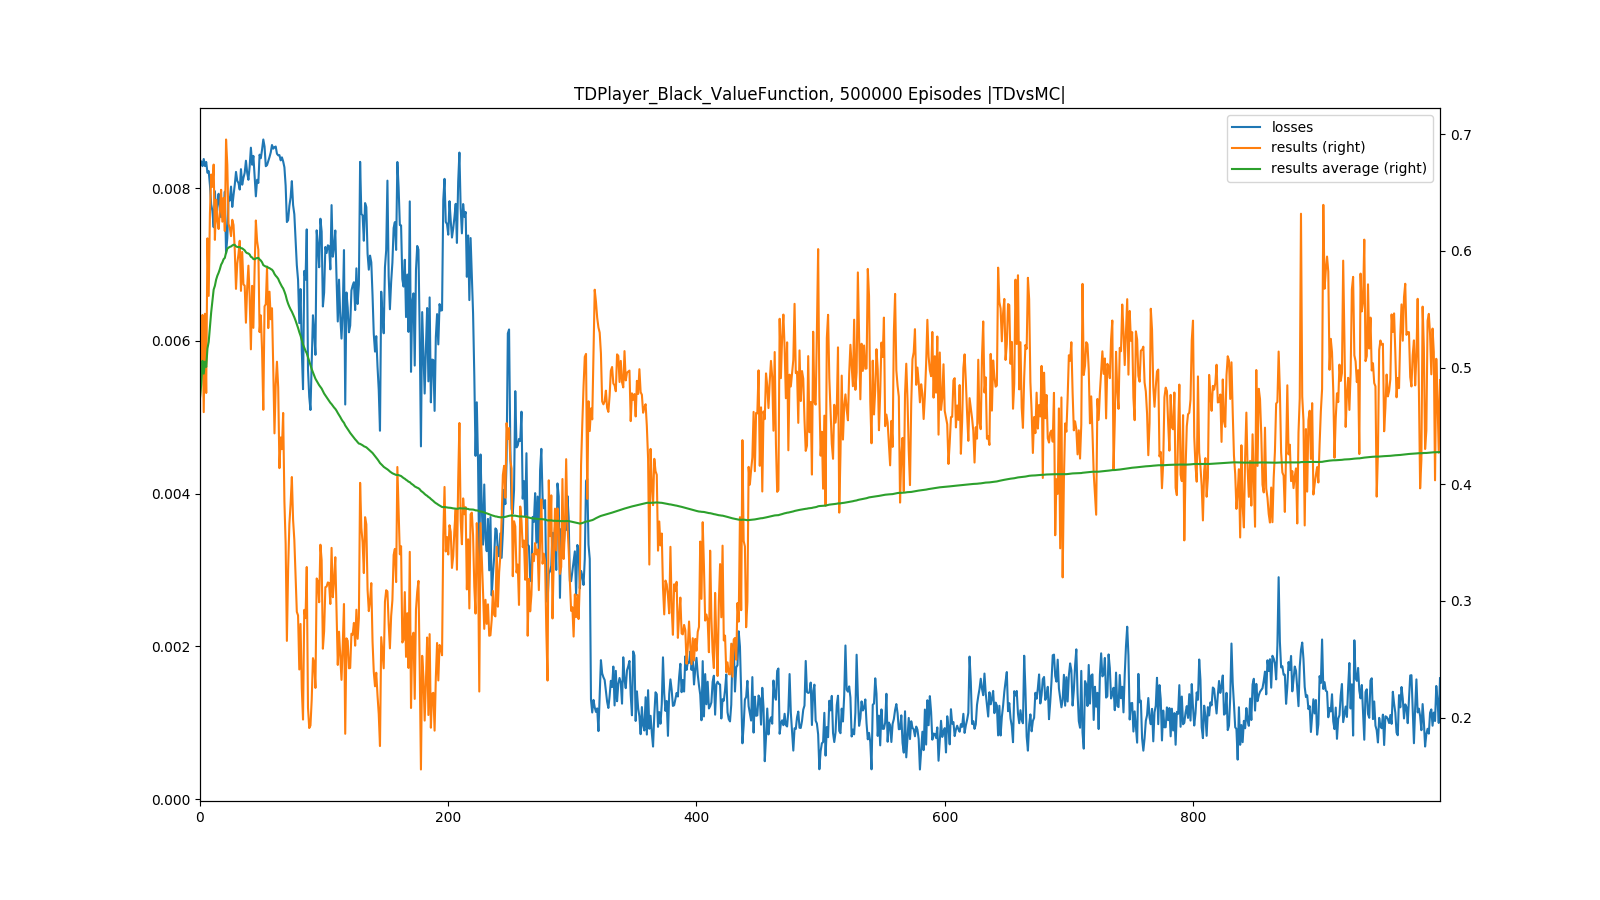 TDPlayer_Black_ValueFunction, 500000 Episodes |TDvsMC|
losses
results (right)
results average (right)
0.008
0.006
0.004
0.002
0.000
0.7
0.6
0.5
0.4
0.3
0.2
0 200 400 600 800